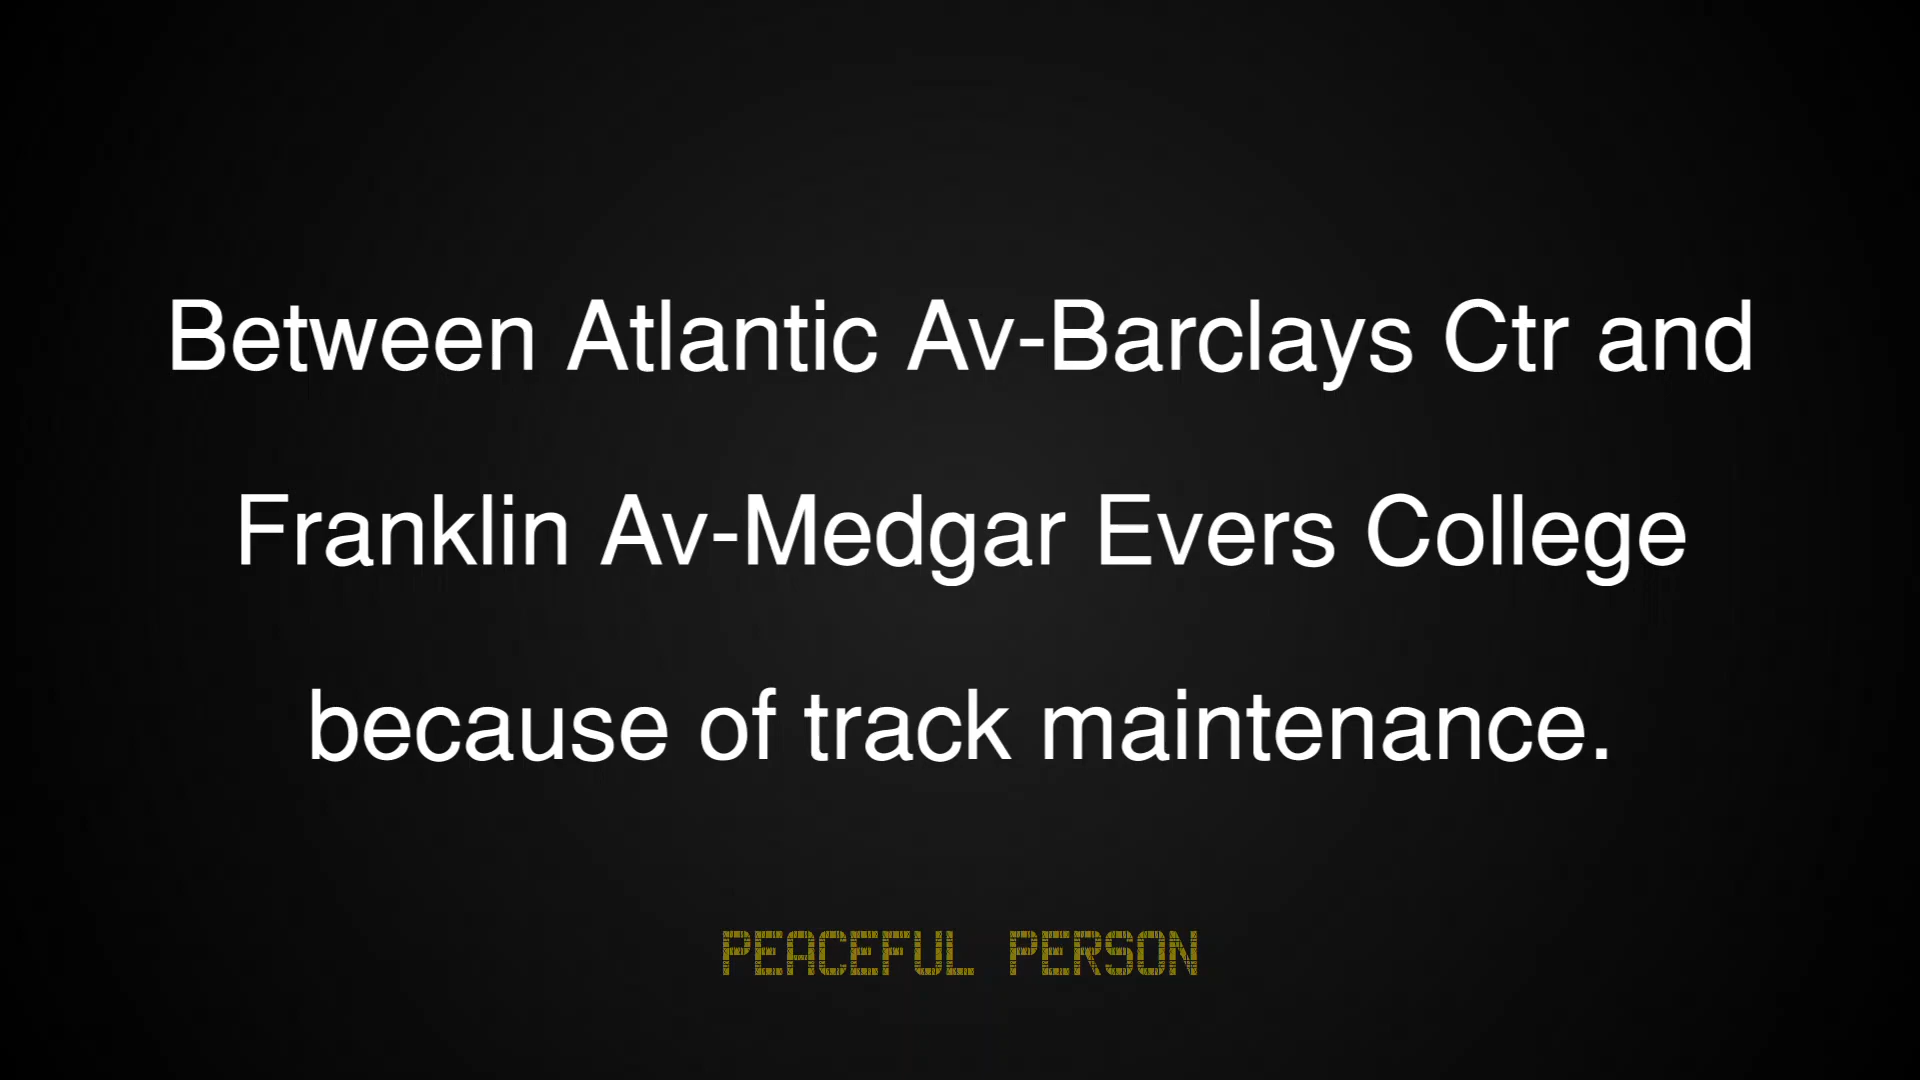 Between Atlantic Av-Barclays Ctr and
Franklin Av-Medgar Evers College
because of track maintenance.
PEACEFUL PERSON